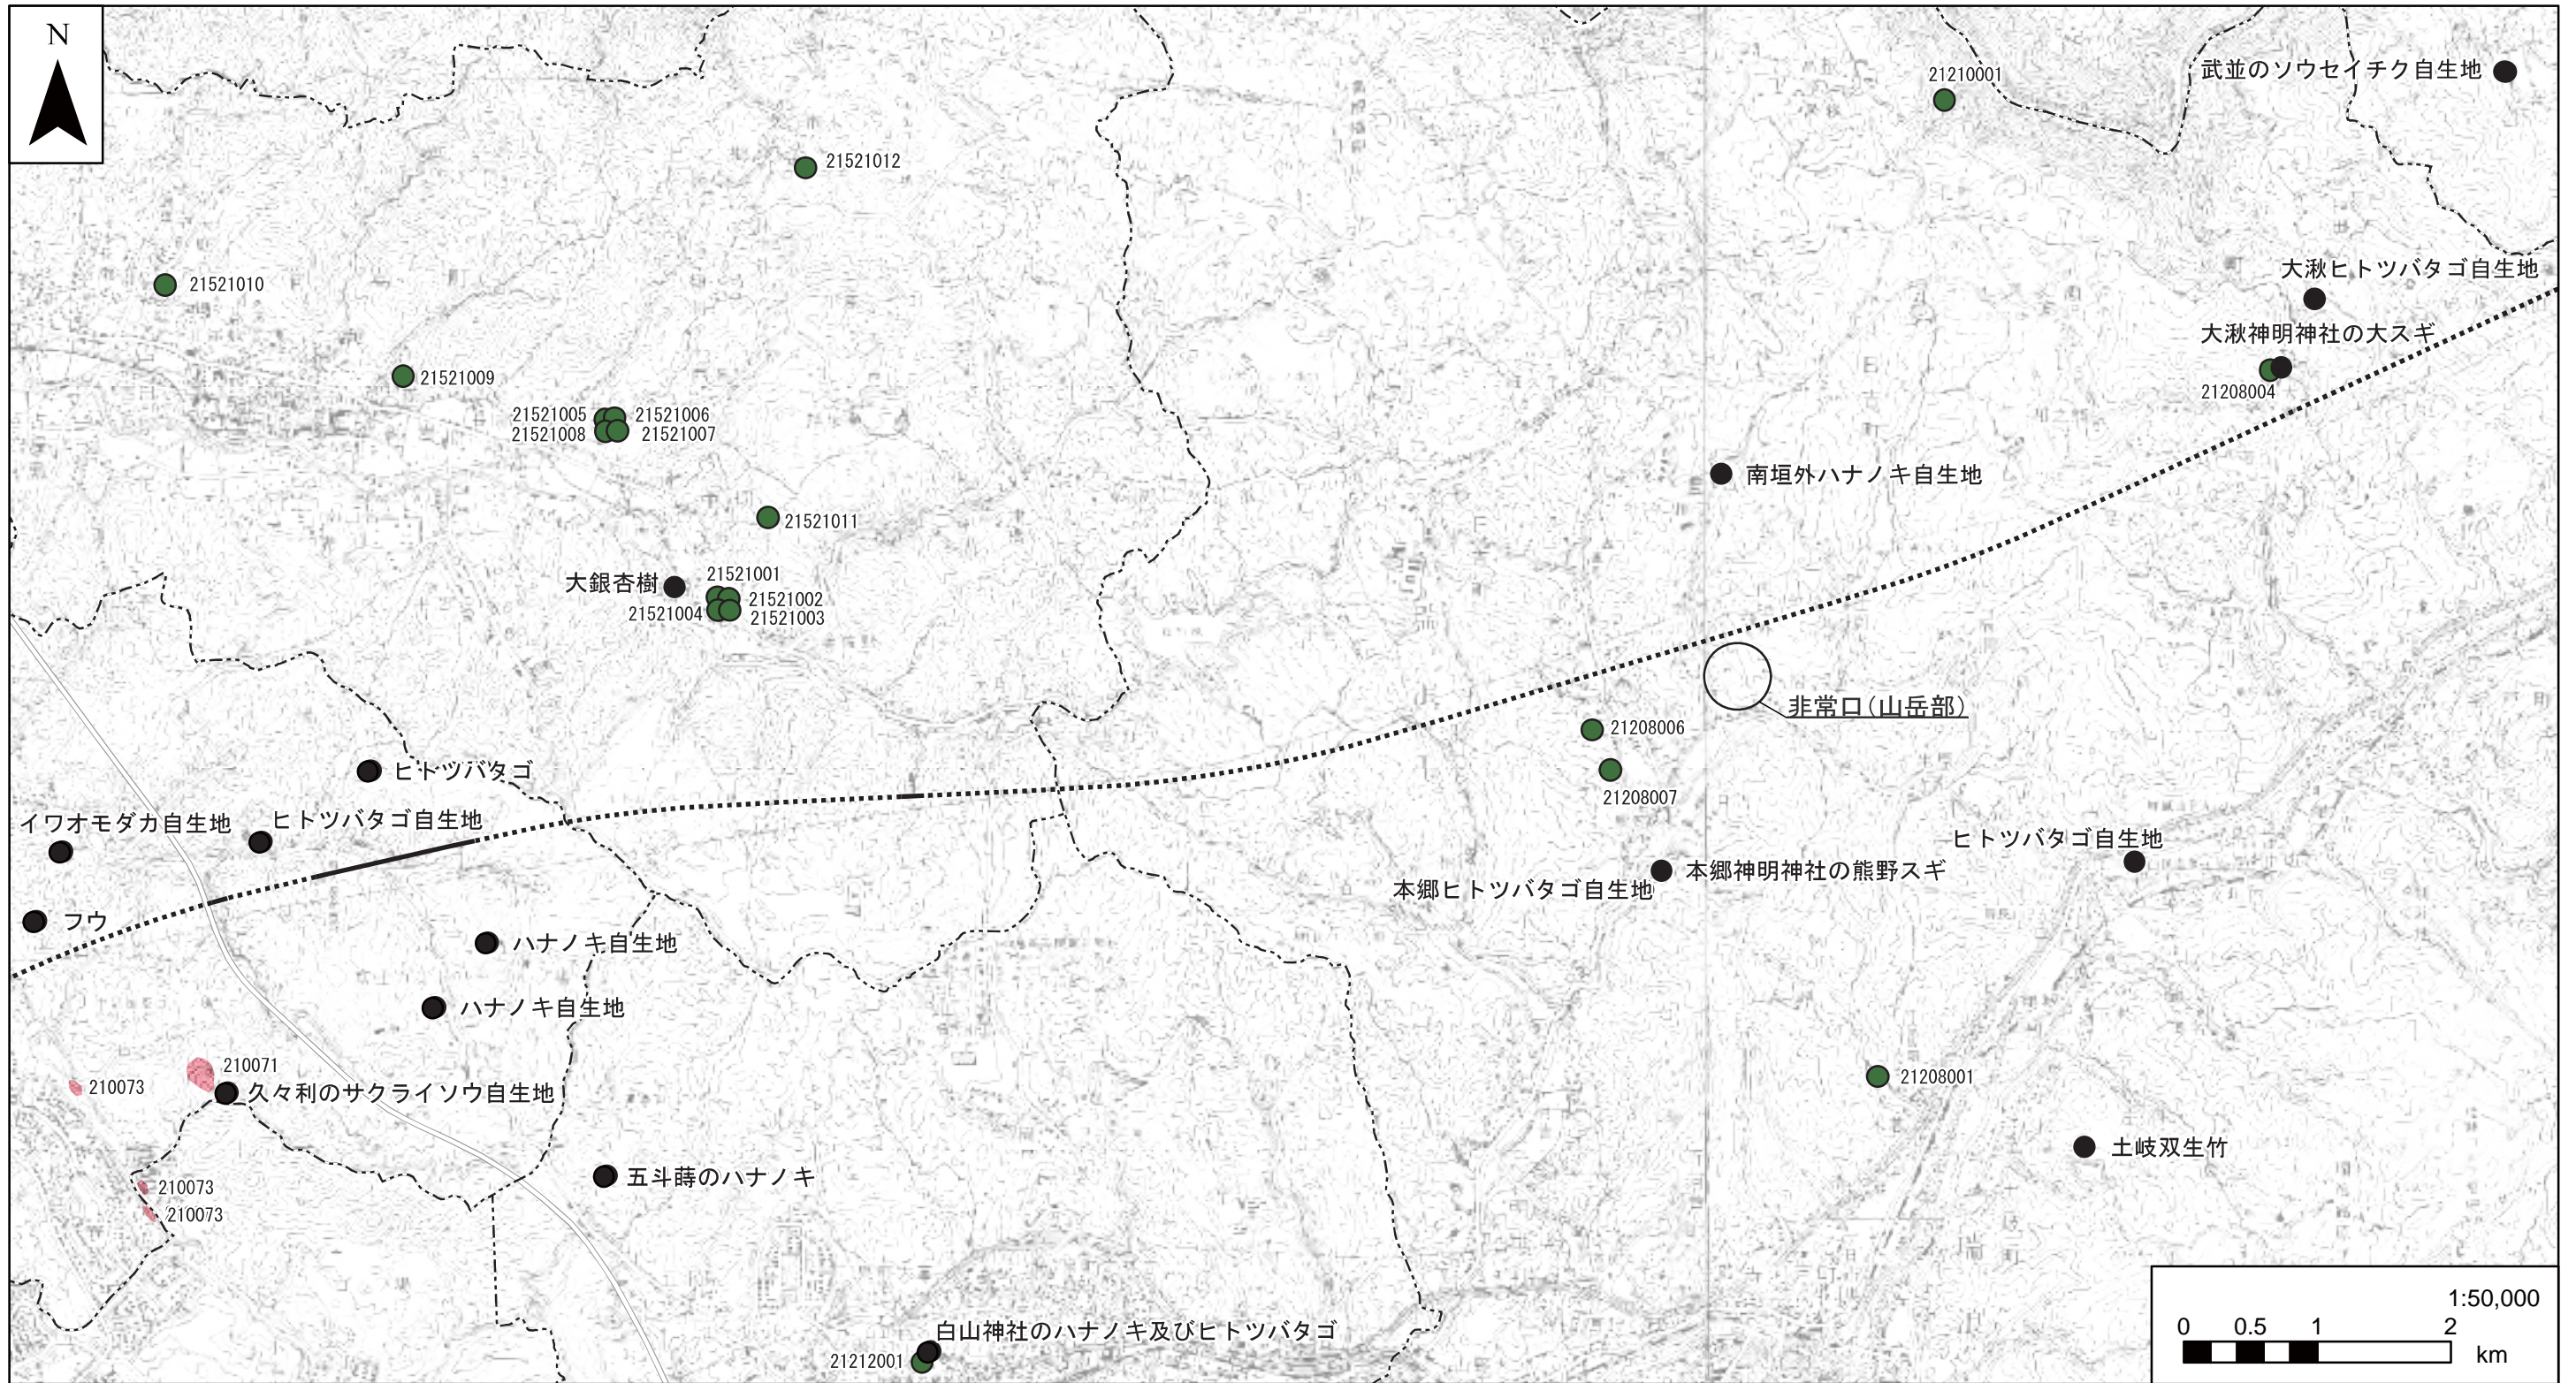 N
武並のソウセイチク自生地
21210001
21521012
大湫ヒトツバタゴ自生地
21521010
大湫神明神社の大スギ
21521009
21208004
21521005
21521006
21521008
21521007
南垣外ハナノキ自生地
21521011
大銀杏樹
21521001
21521002
21521004
21521003
非常口（山岳部）
21208006
ヒトツバタゴ
21208007
イワオモダカ自生地
ヒトツバタゴ自生地
ヒトツバタゴ自生地
本郷神明神社の熊野スギ
本郷ヒトツバタゴ自生地
フウ
ハナノキ自生地
ハナノキ自生地
210071
21208001
210073
久々利のサクライソウ自生地
土岐双生竹
五斗蒔のハナノキ
210073
210073
1:50,000
0 0.5 1 2
km
白山神社のハナノキ及びヒトツバタゴ
21212001